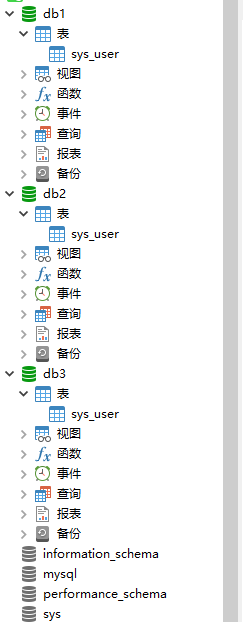 db1
表
sys_user
视图
函数
事件
查询
报表
备份
db2
表
sys_user
视图
函数
事件
查询
报表
备份
db3
表
sys_user
视图
函数
事件
查询
报表
备份
information_schema
mysql
performance_schema
sys